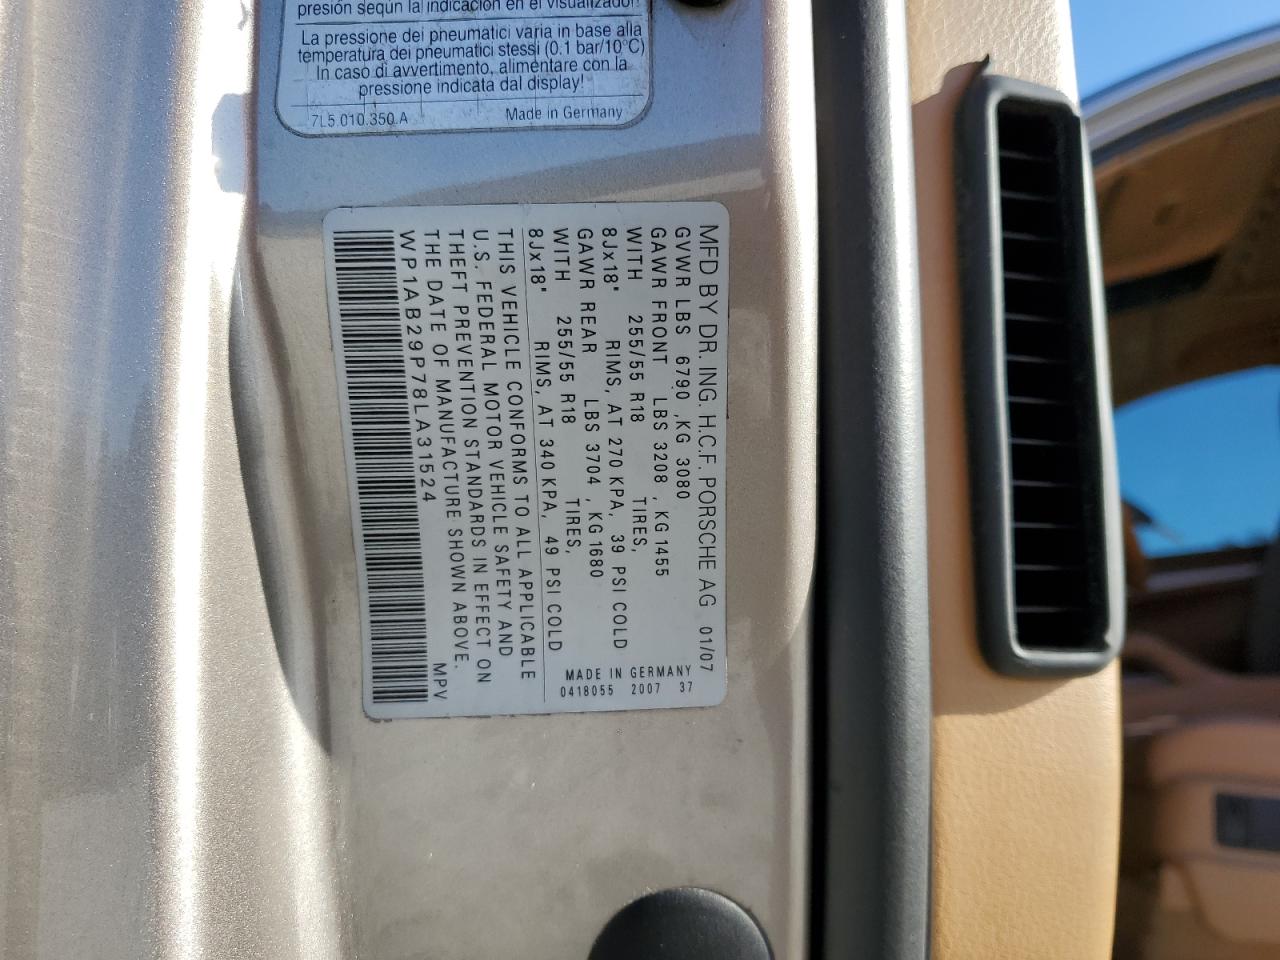 presión según la indicación en el visualizador!
La pressione dei pneumatici varia in base alla
temperatura dei pneumatici stessi (0.1 bar/10°C)
In caso di avvertimento, alimentare con la
pressione indicata dal display!
7L5.010.350.A Made in Germany
MFD BY DR. ING. H.C.F. PORSCHE AG 01/07
GVWR LBS 6790 ,KG 3080
GAWR FRONT LBS 3208 , KG 1455
WITH 255/55 R18 TIRES,
8Jx18" RIMS, AT 270 KPA, 39 PSI COLD
GAWR REAR LBS 3704 , KG 1680
WITH 255/55 R18 TIRES,
8Jx18" RIMS, AT 340 KPA, 49 PSI COLD
THIS VEHICLE CONFORMS TO ALL APPLICABLE
U.S. FEDERAL MOTOR VEHICLE SAFETY AND
THEFT PREVENTION STANDARDS IN EFFECT ON
THE DATE OF MANUFACTURE SHOWN ABOVE.
WP1AB29P78LA31524 MPV
MADE IN GERMANY
0418055 2007 37